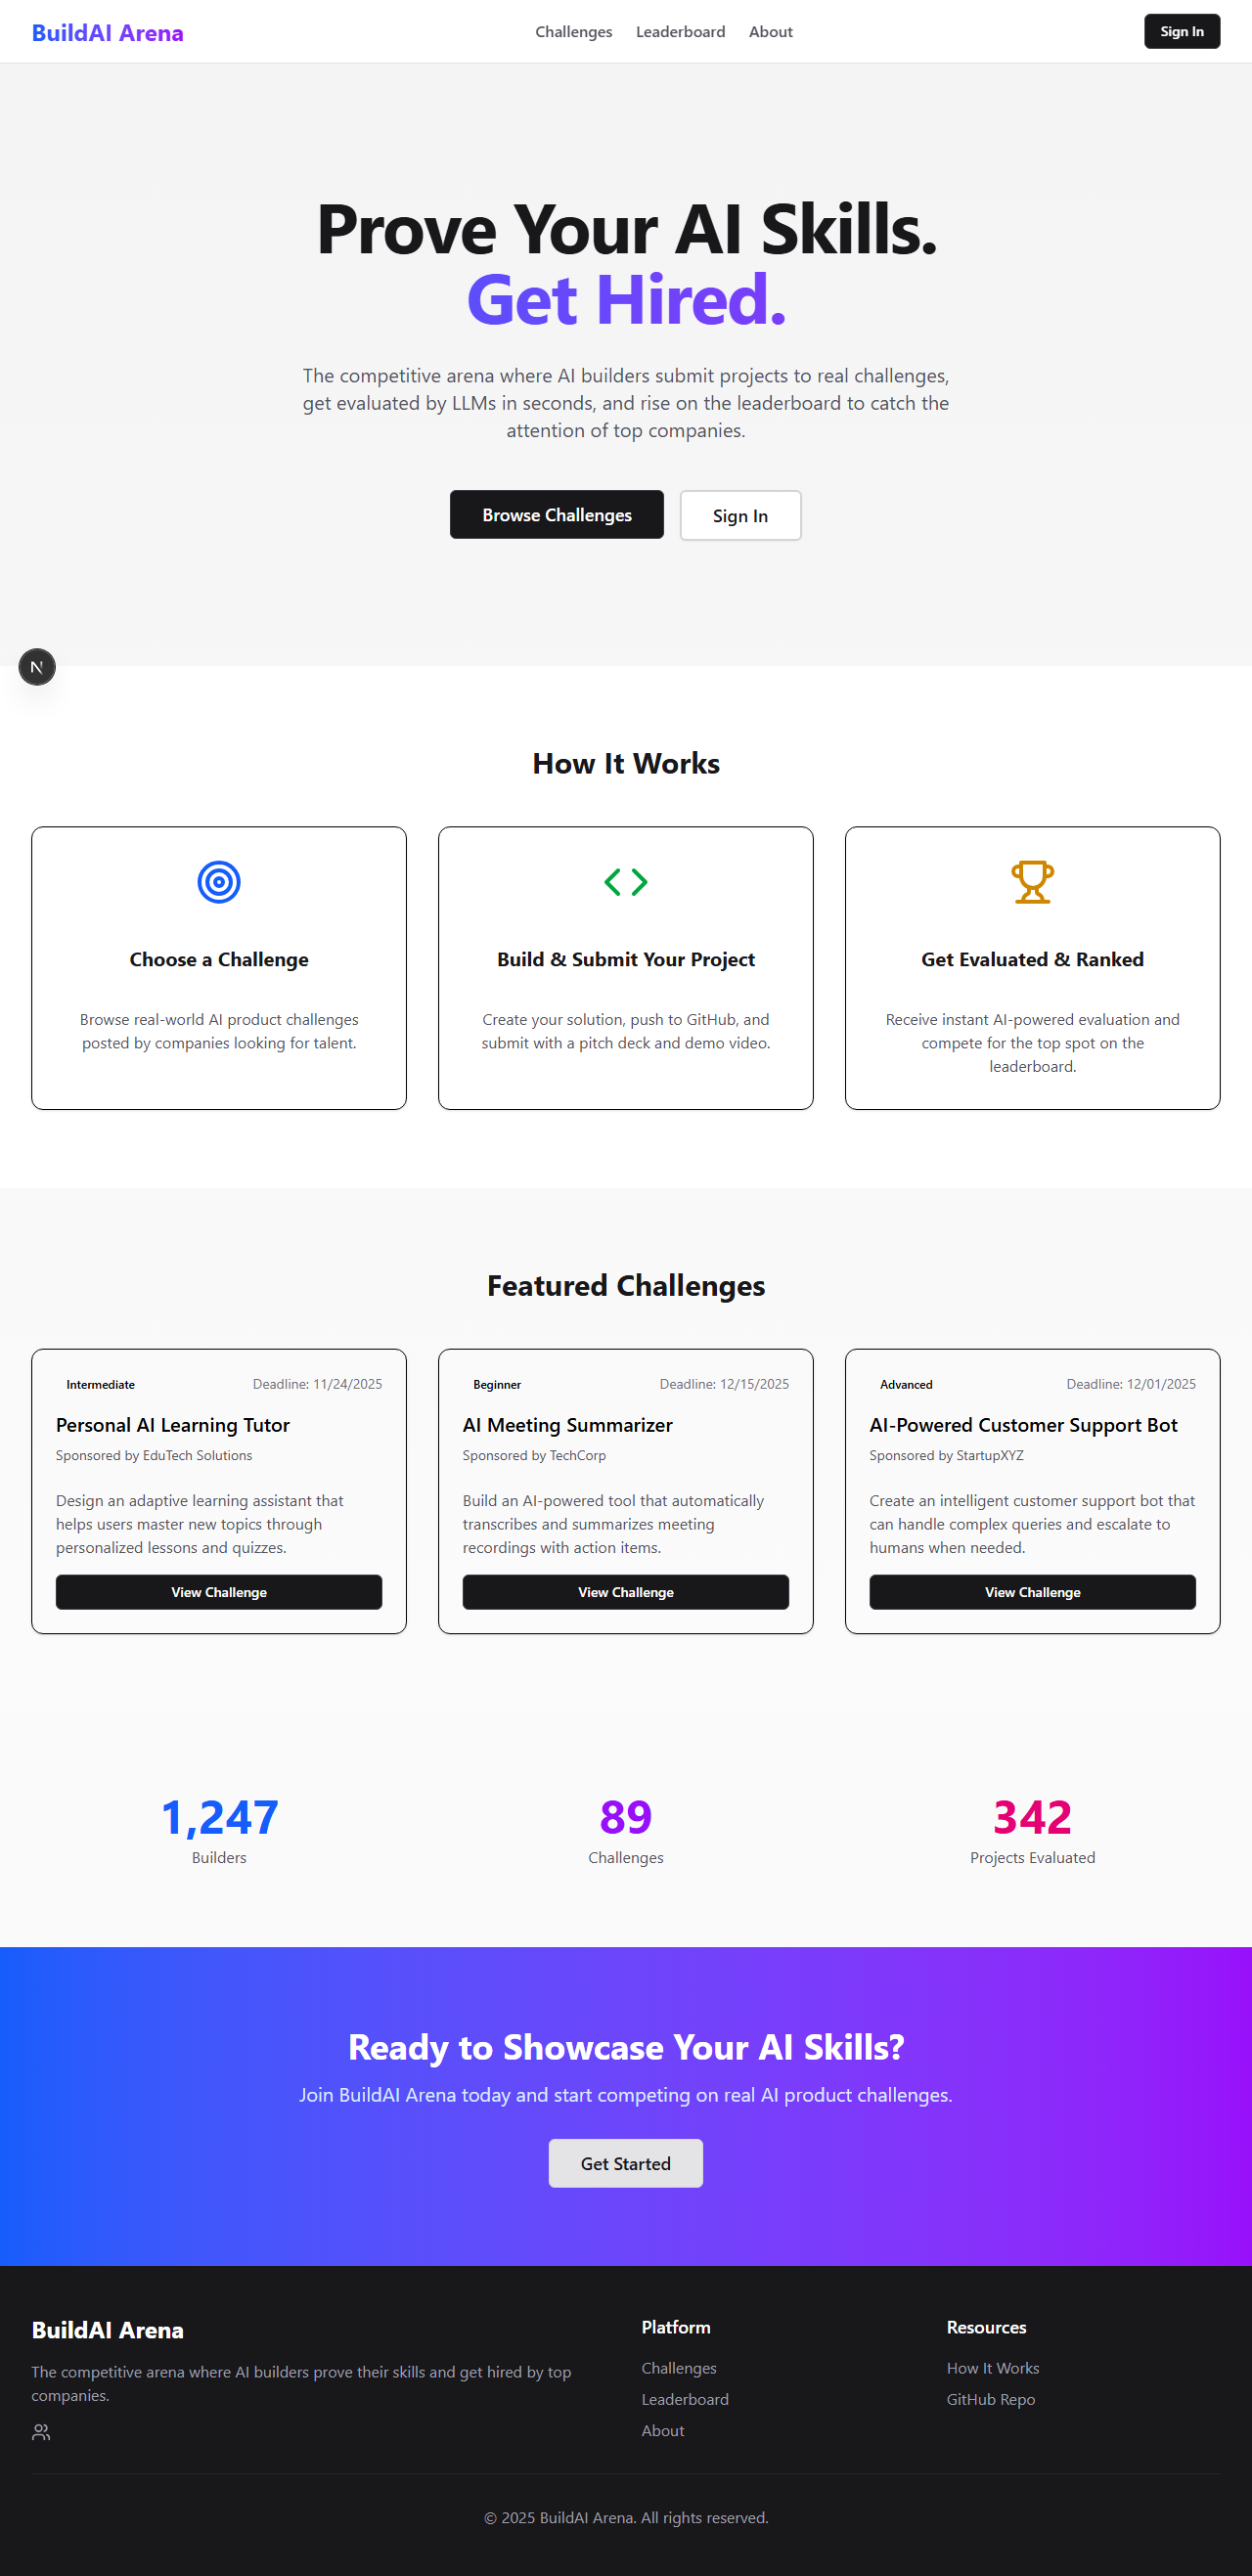 BuildAI Arena
Challenges
Leaderboard
About
Sign In
Prove Your AI Skills.
Get Hired.
The competitive arena where AI builders submit projects to real challenges,
get evaluated by LLMs in seconds, and rise on the leaderboard to catch the
attention of top companies.
Browse Challenges
Sign In
N
How It Works
Choose a Challenge
Browse real-world AI product challenges
posted by companies looking for talent.
Build & Submit Your Project
Create your solution, push to GitHub, and
submit with a pitch deck and demo video.
Get Evaluated & Ranked
Receive instant AI-powered evaluation and
compete for the top spot on the
leaderboard.
Featured Challenges
Intermediate
Deadline: 11/24/2025
Personal AI Learning Tutor
Sponsored by EduTech Solutions
Design an adaptive learning assistant that
helps users master new topics through
personalized lessons and quizzes.
View Challenge
Beginner
Deadline: 12/15/2025
AI Meeting Summarizer
Sponsored by TechCorp
Build an AI-powered tool that automatically
transcribes and summarizes meeting
recordings with action items.
View Challenge
Advanced
Deadline: 12/01/2025
AI-Powered Customer Support Bot
Sponsored by StartupXYZ
Create an intelligent customer support bot that
can handle complex queries and escalate to
humans when needed.
View Challenge
1,247
Builders
89
Challenges
342
Projects Evaluated
Ready to Showcase Your AI Skills?
Join BuildAI Arena today and start competing on real AI product challenges.
Get Started
BuildAI Arena
The competitive arena where AI builders prove their skills and get hired by top
companies.
Platform
Challenges
Leaderboard
About
Resources
How It Works
GitHub Repo
© 2025 BuildAI Arena. All rights reserved.